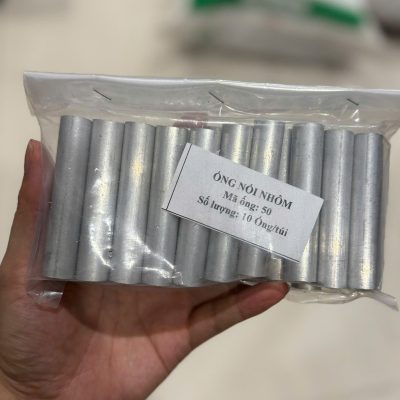 ỐNG NỐI NHÔM
Mã ống: 50
Số lượng: 10 Ống/túi